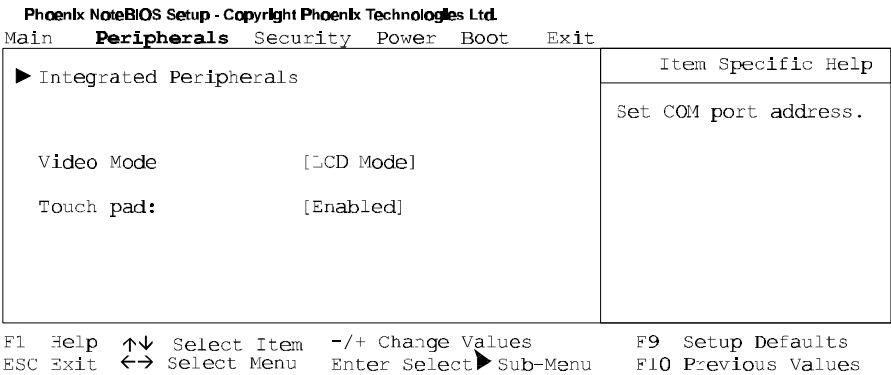 Phoenix NoteBIOS Setup - Copyright Phoenix Technologies Ltd.
Main Peripherals Security Power Boot Exit
▶ Integrated Peripherals
Item Specific Help
Set COM port address.
Video Mode [LCD Mode]
Touch pad: [Enabled]
F1 Help ↑↓ Select Item -/+ Change Values F9 Setup Defaults
ESC Exit ←→ Select Menu Enter Select ▶ Sub-Menu F10 Previous Values